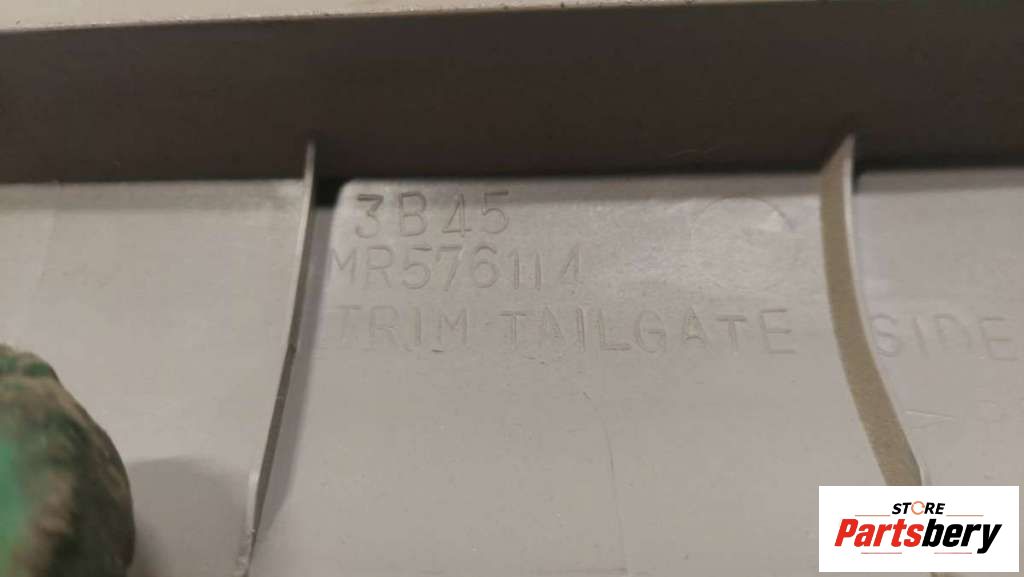 3B45
MR576114
TRIM-TAILGATE SIDE
STORE
Partsbery